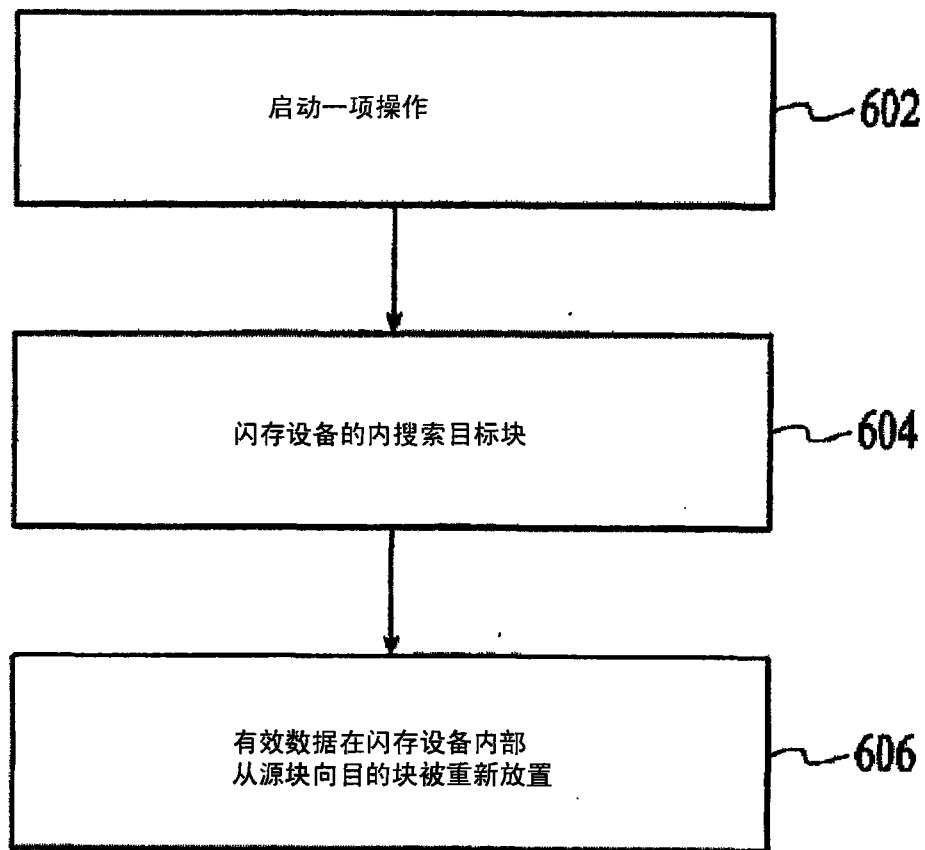 启动一项操作
602
闪存设备的内搜索目标块
604
有效数据在闪存设备内部
从源块向目的块被重新放置
606